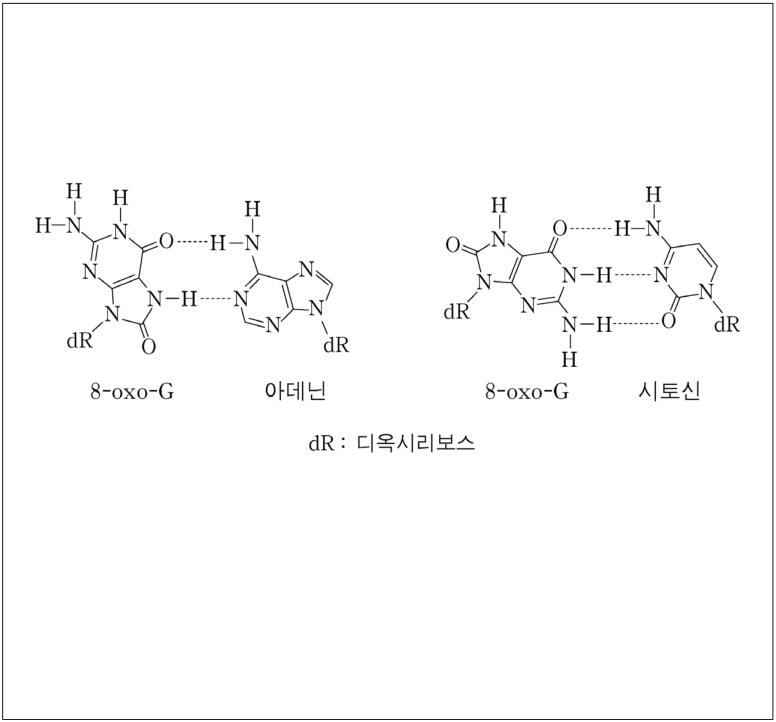 H H H
H-N N O H-N N
N N-H N N
N N
dR O dR
8-oxo-G 아데닌
H O H
O N H-N
N N-H N
dR N N-H O N
H dR
8-oxo-G 시토신
dR : 디옥시리보스